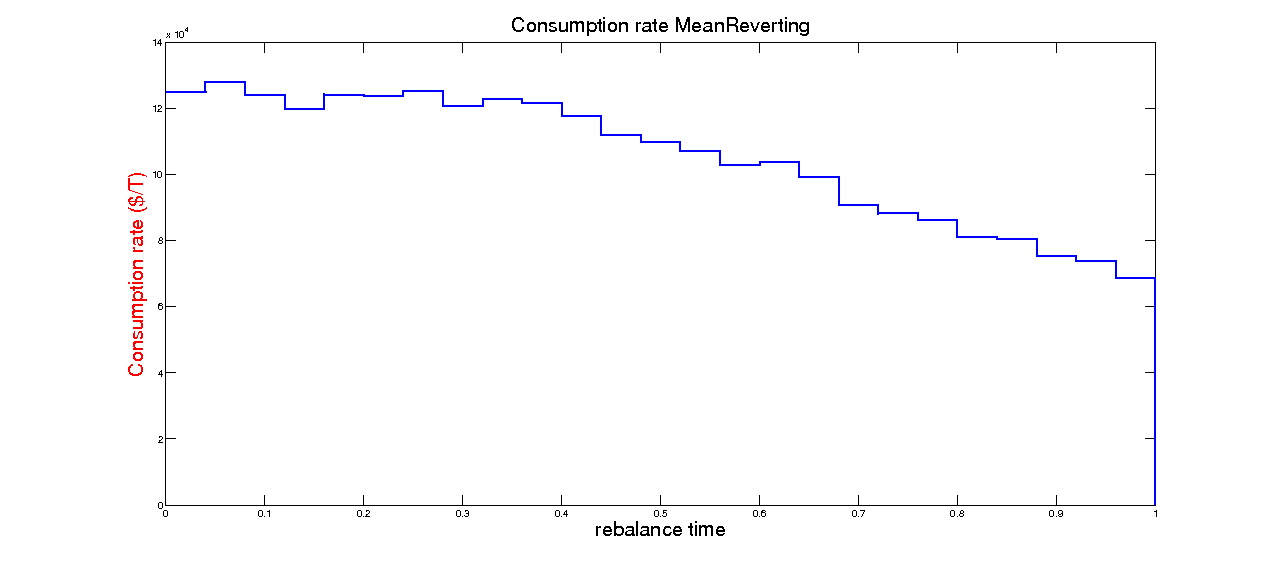 Consumption rate MeanReverting
x 10^4
14
12
10
8
6
4
2
0
Consumption rate ($/T)
0 0.1 0.2 0.3 0.4 0.5 0.6 0.7 0.8 0.9 1
rebalance time